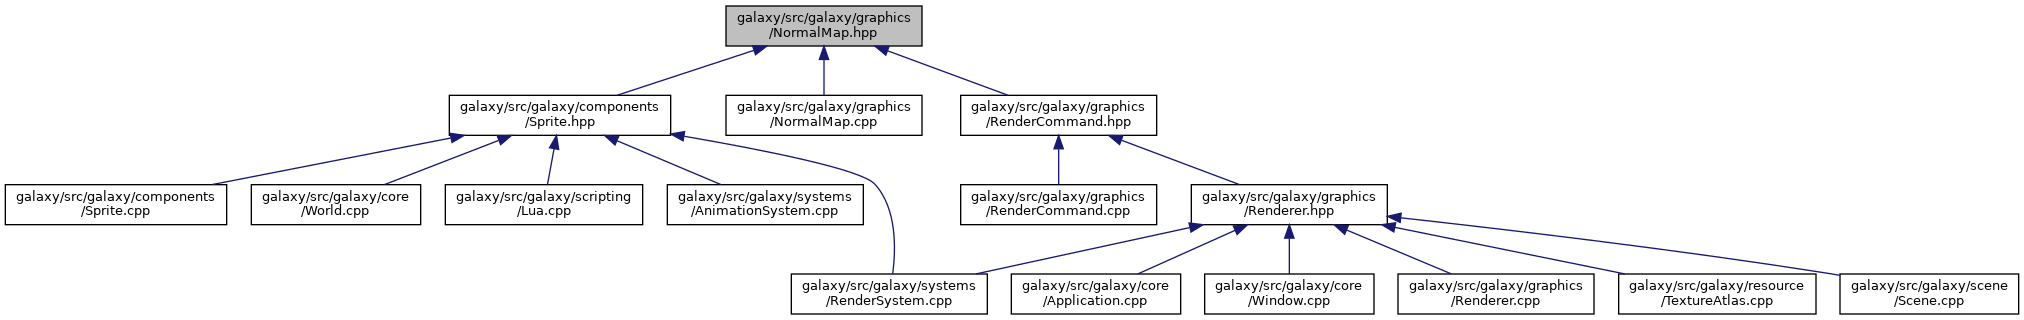 galaxy/src/galaxy/graphics
/NormalMap.hpp
galaxy/src/galaxy/components
/Sprite.hpp
galaxy/src/galaxy/graphics
/NormalMap.cpp
galaxy/src/galaxy/graphics
/RenderCommand.hpp
galaxy/src/galaxy/components
/Sprite.cpp
galaxy/src/galaxy/core
/World.cpp
galaxy/src/galaxy/scripting
/Lua.cpp
galaxy/src/galaxy/systems
/AnimationSystem.cpp
galaxy/src/galaxy/graphics
/RenderCommand.cpp
galaxy/src/galaxy/graphics
/Renderer.hpp
galaxy/src/galaxy/systems
/RenderSystem.cpp
galaxy/src/galaxy/core
/Application.cpp
galaxy/src/galaxy/core
/Window.cpp
galaxy/src/galaxy/graphics
/Renderer.cpp
galaxy/src/galaxy/resource
/TextureAtlas.cpp
galaxy/src/galaxy/scene
/Scene.cpp